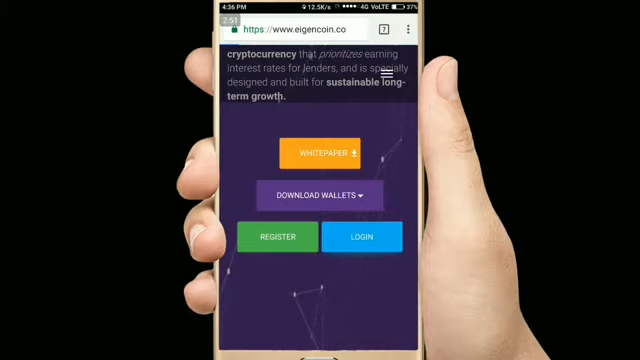 4:36 PM
12.5K/s
4G VoLTE
37%
2:51
https://www.eigencoin.co
7
cryptocurrency that prioritizes earning
interest rates for lenders, and is specially
designed and built for sustainable long-
term growth.
WHITEPAPER
DOWNLOAD WALLETS
REGISTER
LOGIN